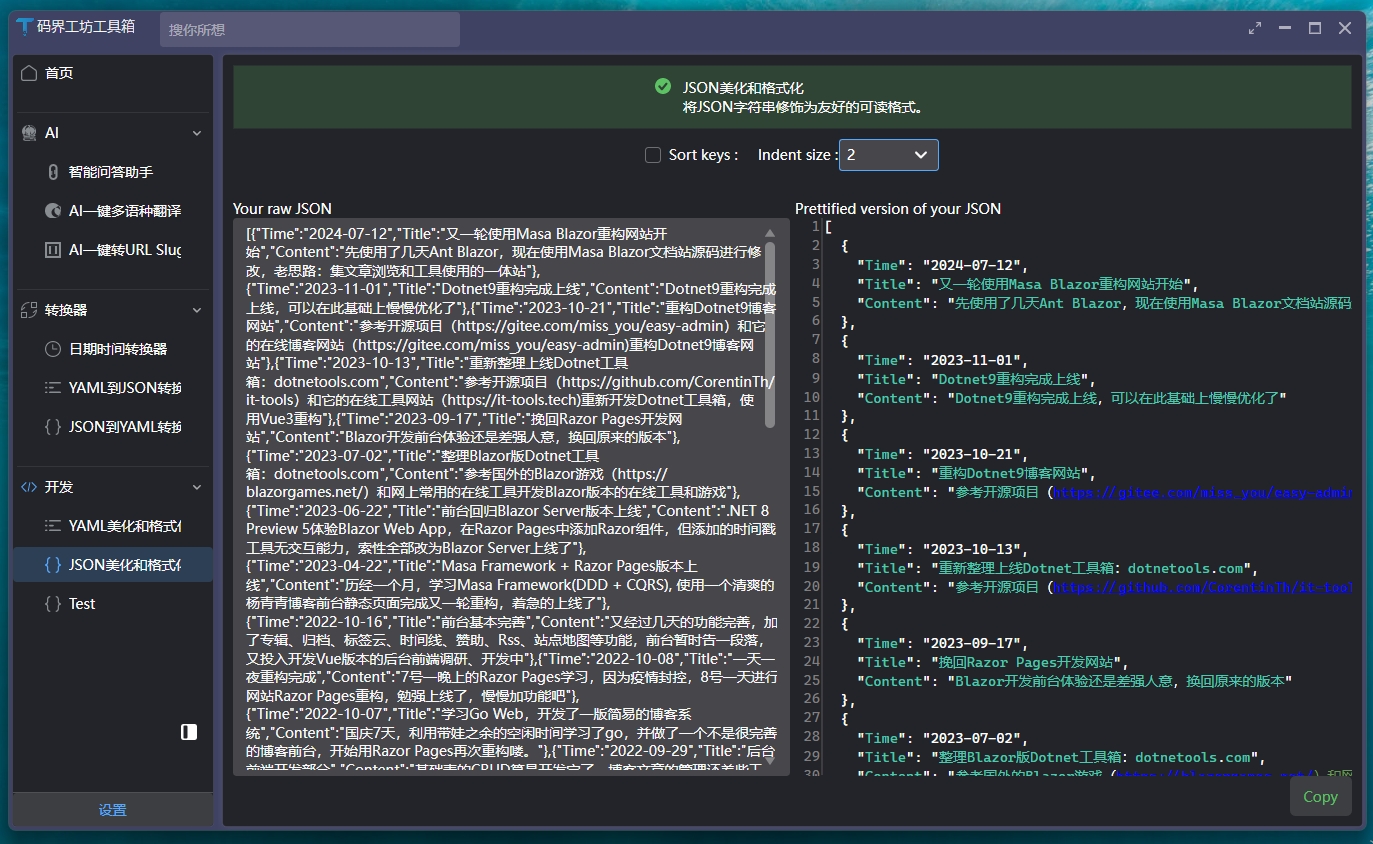 码界工坊工具箱
搜你所想
首页
AI
智能问答助手
AI一键多语种翻译
AI一键转URL Slug
转换器
日期时间转换器
YAML到JSON转换
JSON到YAML转换
开发
YAML美化和格式化
JSON美化和格式化
Test
设置
JSON美化和格式化
将JSON字符串修饰为友好的可读格式。
Sort keys :
Indent size :
2
Your raw JSON
[{"Time":"2024-07-12","Title":"又一轮使用Masa Blazor重构网站开
始","Content":"先使用了几天Ant Blazor，现在使用Masa Blazor文档站源码进行修
改，老思路：集文章浏览和工具使用的一体站"},
{"Time":"2023-11-01","Title":"Dotnet9重构完成上线","Content":"Dotnet9重构完成
上线，可以在此基础上慢慢优化了"},{"Time":"2023-10-21","Title":"重构Dotnet9博客
网站","Content":"参考开源项目（https://gitee.com/miss_you/easy-admin）和它
的在线博客网站（https://gitee.com/miss_you/easy-admin)重构Dotnet9博客网
站"},{"Time":"2023-10-13","Title":"重新整理上线Dotnet工具
箱：dotnetools.com","Content":"参考开源项目（https://github.com/CorentinTh/
it-tools）和它的在线工具网站（https://it-tools.tech)重新开发Dotnet工具箱，使
用Vue3重构"},{"Time":"2023-09-17","Title":"挽回Razor Pages开发网
站","Content":"Blazor开发前台体验还是差强人意，换回原来的版本"},
{"Time":"2023-07-02","Title":"整理Blazor版Dotnet工具
箱：dotnetools.com","Content":"参考国外的Blazor游戏（https://
blazorgames.net/）和网上常用的在线工具开发Blazor版本的在线工具和游戏"},
{"Time":"2023-06-22","Title":"前台回归Blazor Server版本上线","Content":".NET 8
Preview 5体验Blazor Web App，在Razor Pages中添加Razor组件，但添加的时间戳
工具无交互能力，索性全部改为Blazor Server上线了"},
{"Time":"2023-04-22","Title":"Masa Framework + Razor Pages版本上
线","Content":"历经一个月，学习Masa Framework(DDD + CQRS), 使用一个清爽的
杨青青博客前台静态页面完成又一轮重构，着急的上线了"},
{"Time":"2022-10-16","Title":"前台基本完善","Content":"又经过几天的功能完善，加
了专辑、归档、标签云、时间线、赞助、Rss、站点地图等功能，前台暂时告一段落，
又投入开发Vue版本的后台前端调研、开发中"},{"Time":"2022-10-08","Title":"一天一
夜重构完成","Content":"7号一晚上的Razor Pages学习，因为疫情封控，8号一天进行
网站Razor Pages重构，勉强上线了，慢慢加功能吧"},
{"Time":"2022-10-07","Title":"学习Go Web，开发了一版简易的博客系
统","Content":"国庆7天，利用带娃之余的空闲时间学习了go，并做了一个不是很完善
的博客前台，开始用Razor Pages再次重构喽。"},{"Time":"2022-09-29","Title":"后台
前端开发部分","Content":"基础表的CRUD算是开发完了，博客文章的管理还差些工
Prettified version of your JSON
1 [
2 {
3 "Time": "2024-07-12",
4 "Title": "又一轮使用Masa Blazor重构网站开始",
5 "Content": "先使用了几天Ant Blazor，现在使用Masa Blazor文档站源码
6 },
7 {
8 "Time": "2023-11-01",
9 "Title": "Dotnet9重构完成上线",
10 "Content": "Dotnet9重构完成上线，可以在此基础上慢慢优化了"
11 },
12 {
13 "Time": "2023-10-21",
14 "Title": "重构Dotnet9博客网站",
15 "Content": "参考开源项目（https://gitee.com/miss_you/easy-admin
16 },
17 {
18 "Time": "2023-10-13",
19 "Title": "重新整理上线Dotnet工具箱：dotnetools.com",
20 "Content": "参考开源项目（https://github.com/CorentinTh/it-tool
21 },
22 {
23 "Time": "2023-09-17",
24 "Title": "挽回Razor Pages开发网站",
25 "Content": "Blazor开发前台体验还是差强人意，换回原来的版本"
26 },
27 {
28 "Time": "2023-07-02",
29 "Title": "整理Blazor版Dotnet工具箱：dotnetools.com",
30 "Content": "参考国外的Blazor游戏（https://blazorgames.net/）和网
Copy